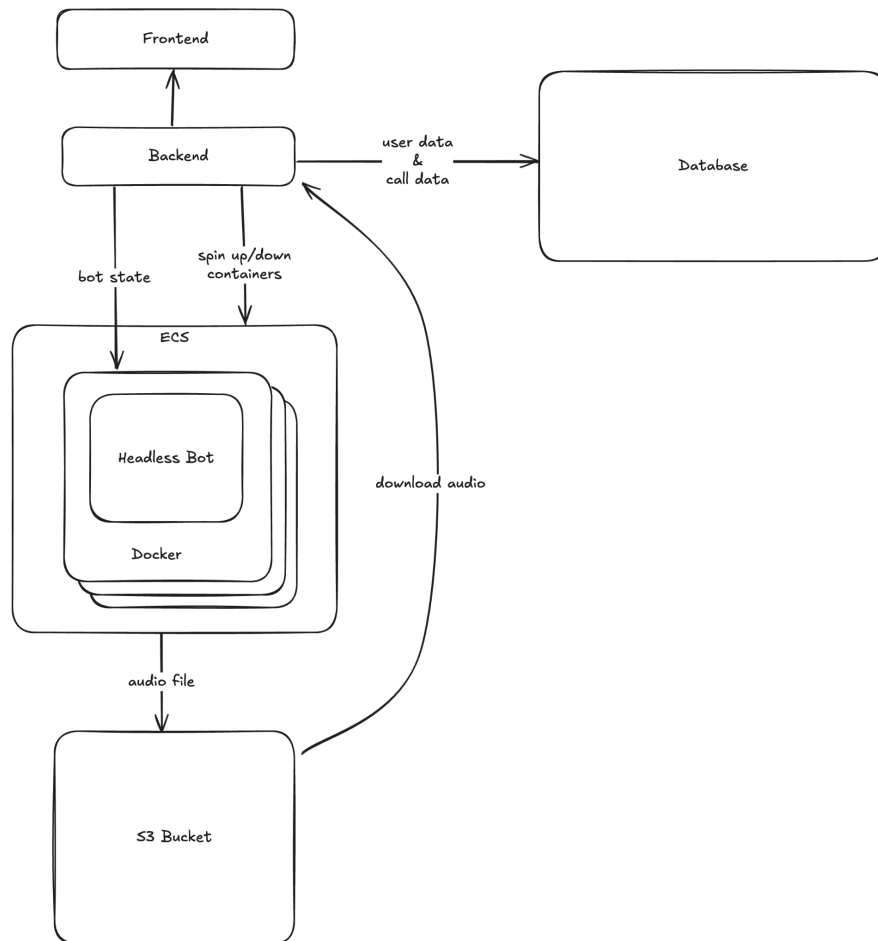 Frontend
Backend
user data
&
call data
Database
bot state
spin up/down
containers
ECS
Headless Bot
download audio
Docker
audio file
S3 Bucket